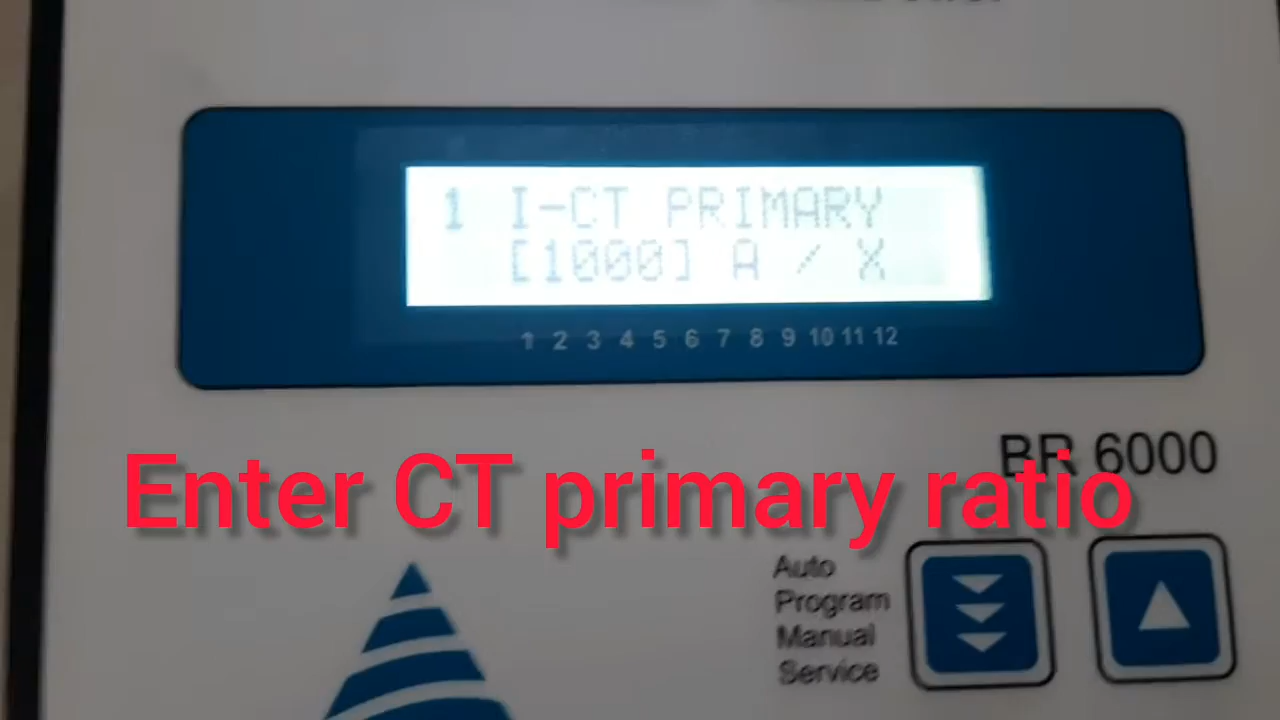 1 I-CT PRIMARY
[1000] A / X
1 2 3 4 5 6 7 8 9 10 11 12
BR 6000
Enter CT primary ratio
Auto
Program
Manual
Service